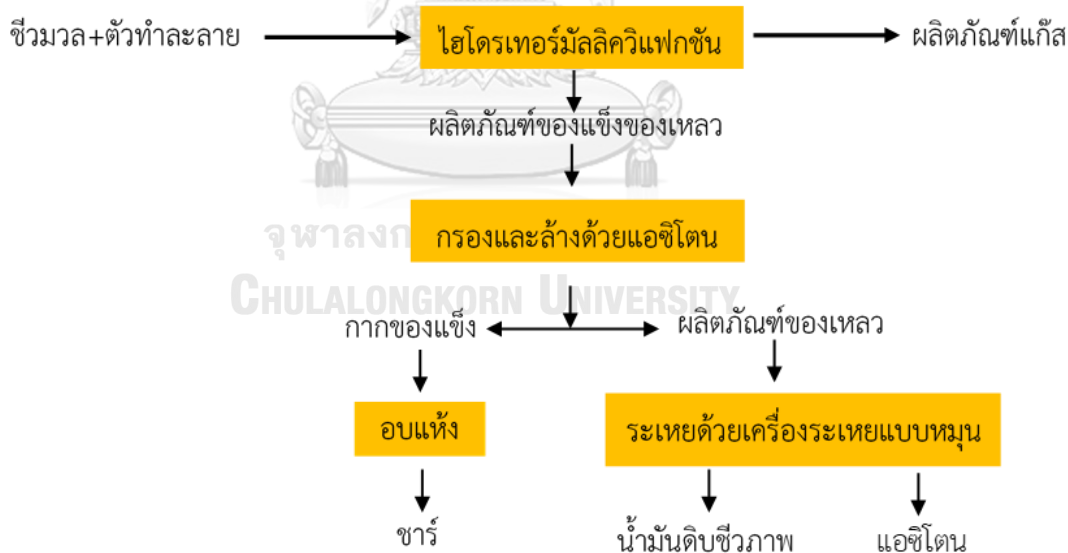 ชีวมวล+ตัวทำละลาย
ไฮโดรเทอร์มัลลิควิแฟกชัน
ผลิตภัณฑ์แก๊ส
ผลิตภัณฑ์ของแข็งของเหลว
กรองและล้างด้วยแอซิโตน
จุฬาลงก
CHULALONGKORN UNIVERSITY
กากของแข็ง
ผลิตภัณฑ์ของเหลว
อบแห้ง
ระเหยด้วยเครื่องระเหยแบบหมุน
ชาร์
น้ำมันดิบชีวภาพ
แอซิโตน